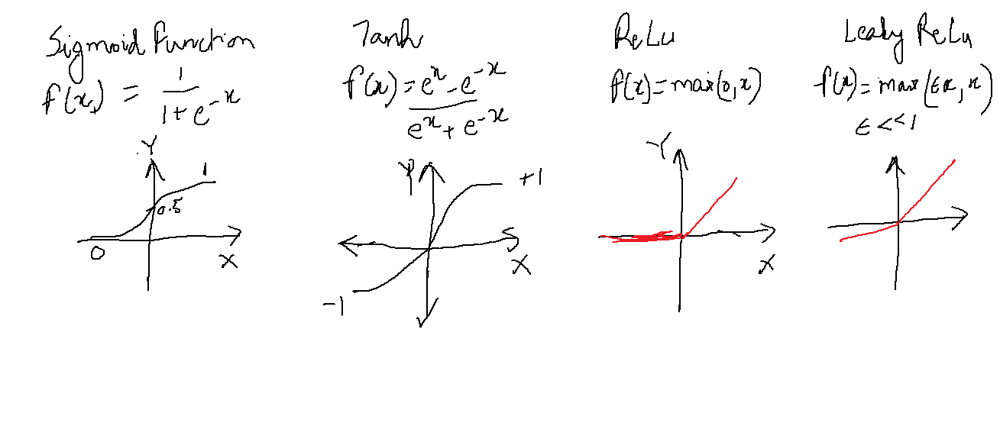 Sigmoid Function
f(x) = 1 / 1 + e^-x
Y
1
0.5
0
X
Tanh
f(x) = e^x - e^-x / e^x + e^-x
Y
+1
X
-1
ReLu
f(x) = max(0, x)
Y
X
Leaky ReLu
f(x) = max(εx, x)
ε << 1